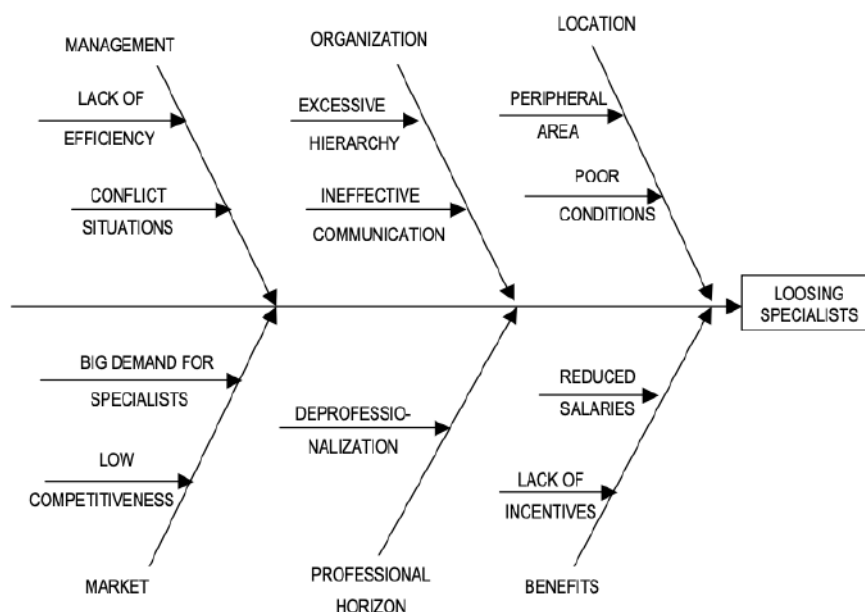 MANAGEMENT
LACK OF
EFFICIENCY
CONFLICT
SITUATIONS
ORGANIZATION
EXCESSIVE
HIERARCHY
INEFFECTIVE
COMMUNICATION
LOCATION
PERIPHERAL
AREA
POOR
CONDITIONS
LOOSING
SPECIALISTS
BIG DEMAND FOR
SPECIALISTS
LOW
COMPETITIVENESS
MARKET
DEPROFESSIO-
NALIZATION
PROFESSIONAL
HORIZON
REDUCED
SALARIES
LACK OF
INCENTIVES
BENEFITS